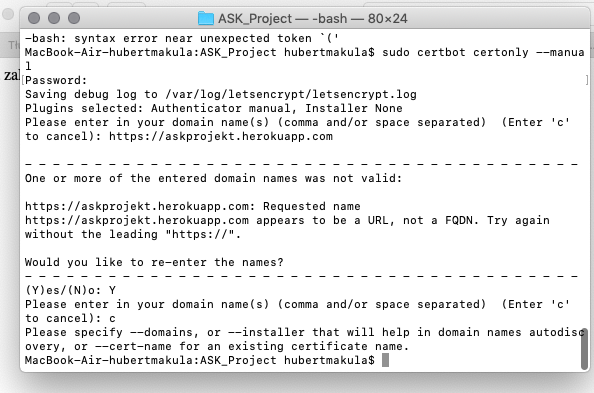 ASK_Project — -bash — 80×24
-bash: syntax error near unexpected token `('
MacBook-Air-hubertmakula:ASK_Project hubertmakula$ sudo certbot certonly --manua
l
Password:
Saving debug log to /var/log/letsencrypt/letsencrypt.log
Plugins selected: Authenticator manual, Installer None
Please enter in your domain name(s) (comma and/or space separated)  (Enter 'c'
to cancel): https://askprojekt.herokuapp.com

- - - - - - - - - - - - - - - - - - - - - - - - - - - - - - - - - - - - - - - -
One or more of the entered domain names was not valid:

https://askprojekt.herokuapp.com: Requested name
https://askprojekt.herokuapp.com appears to be a URL, not a FQDN. Try again
without the leading "https://".

Would you like to re-enter the names?
- - - - - - - - - - - - - - - - - - - - - - - - - - - - - - - - - - - - - - - -
(Y)es/(N)o: Y
Please enter in your domain name(s) (comma and/or space separated)  (Enter 'c'
to cancel): c
Please specify --domains, or --installer that will help in domain names autodisc
overy, or --cert-name for an existing certificate name.
MacBook-Air-hubertmakula:ASK_Project hubertmakula$